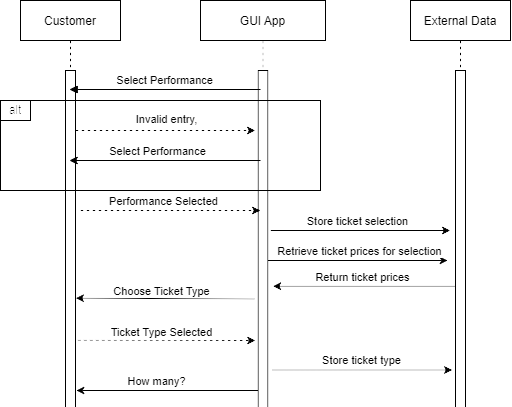 Customer
GUI App
External Data
Select Performance
alt
Invalid entry,
Select Performance
Performance Selected
Store ticket selection
Retrieve ticket prices for selection
Return ticket prices
Choose Ticket Type
Ticket Type Selected
Store ticket type
How many?